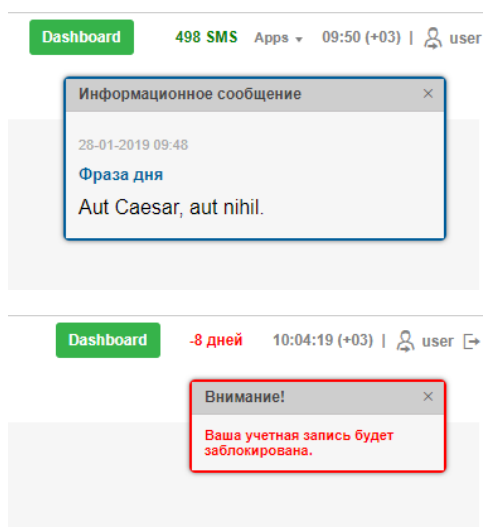 Dashboard 498 SMS Apps 09:50 (+03) | user
Информационное сообщение ×
28-01-2019 09:48
Фраза дня
Aut Caesar, aut nihil.
Dashboard -8 дней 10:04:19 (+03) | user
Внимание! ×
Ваша учетная запись будет
заблокирована.